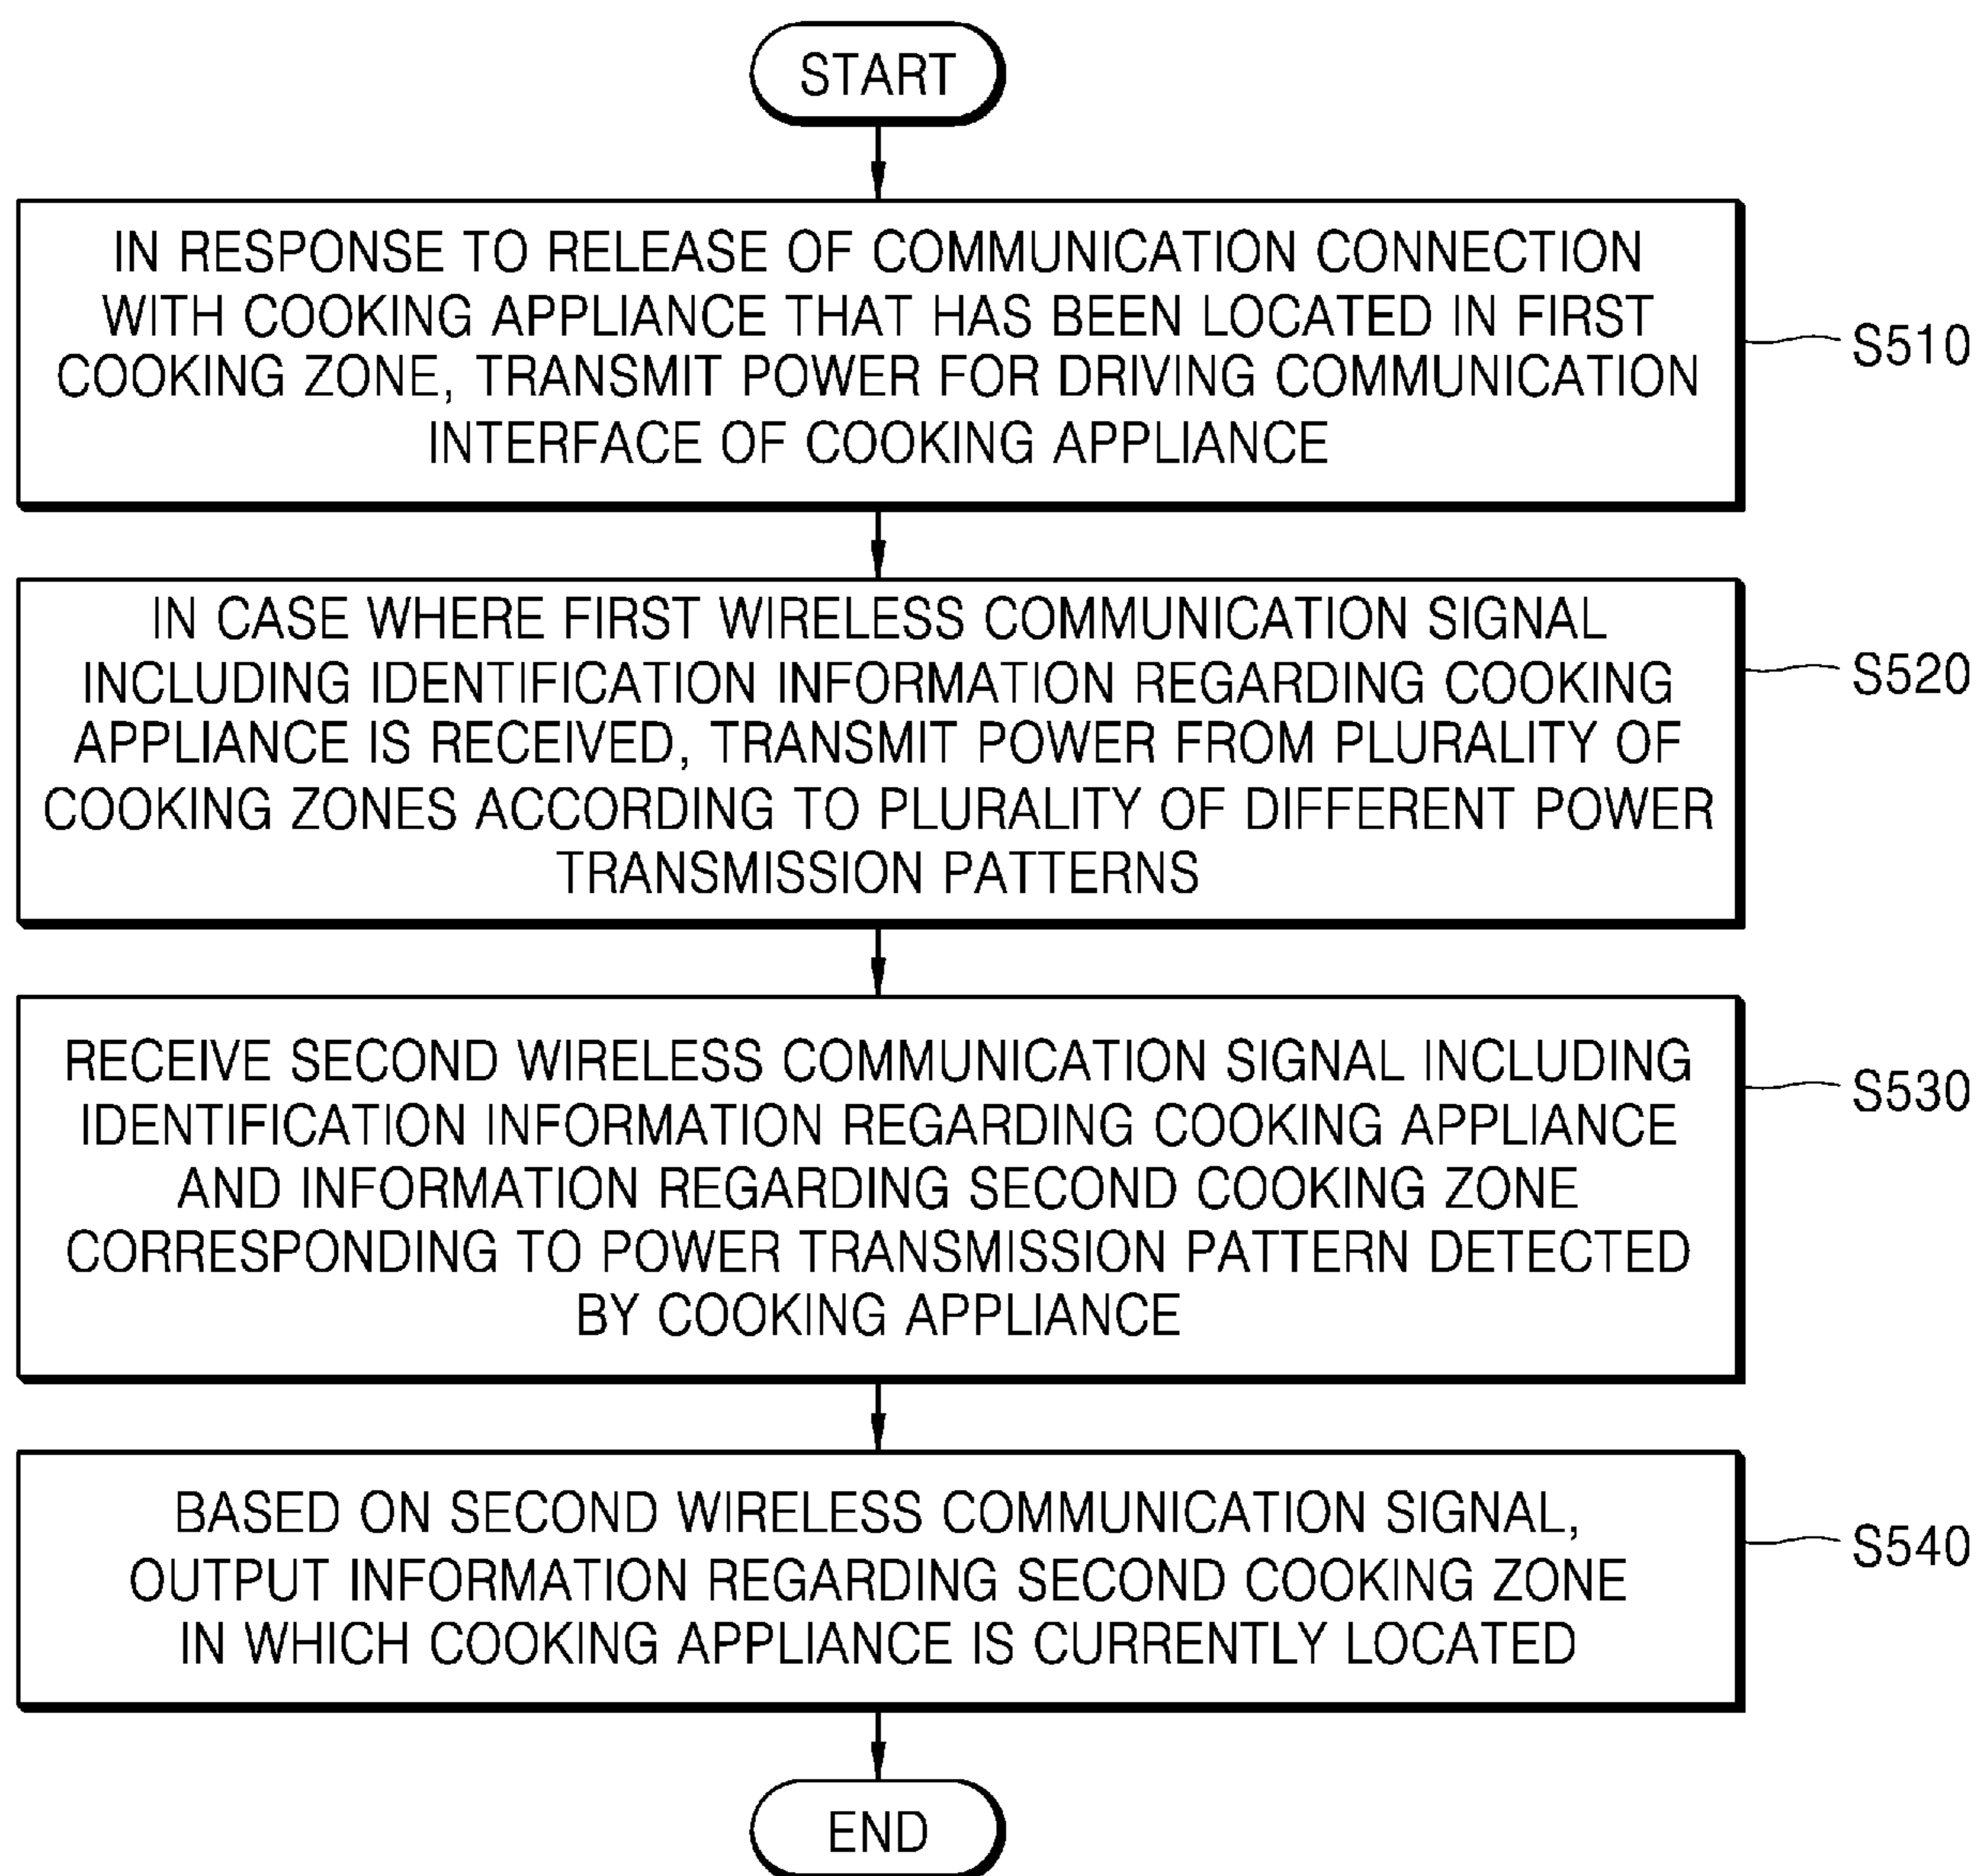 START
IN RESPONSE TO RELEASE OF COMMUNICATION CONNECTION
WITH COOKING APPLIANCE THAT HAS BEEN LOCATED IN FIRST
COOKING ZONE, TRANSMIT POWER FOR DRIVING COMMUNICATION
INTERFACE OF COOKING APPLIANCE
S510
IN CASE WHERE FIRST WIRELESS COMMUNICATION SIGNAL
INCLUDING IDENTIFICATION INFORMATION REGARDING COOKING
APPLIANCE IS RECEIVED, TRANSMIT POWER FROM PLURALITY OF
COOKING ZONES ACCORDING TO PLURALITY OF DIFFERENT POWER
TRANSMISSION PATTERNS
S520
RECEIVE SECOND WIRELESS COMMUNICATION SIGNAL INCLUDING
IDENTIFICATION INFORMATION REGARDING COOKING APPLIANCE
AND INFORMATION REGARDING SECOND COOKING ZONE
CORRESPONDING TO POWER TRANSMISSION PATTERN DETECTED
BY COOKING APPLIANCE
S530
BASED ON SECOND WIRELESS COMMUNICATION SIGNAL,
OUTPUT INFORMATION REGARDING SECOND COOKING ZONE
IN WHICH COOKING APPLIANCE IS CURRENTLY LOCATED
S540
END